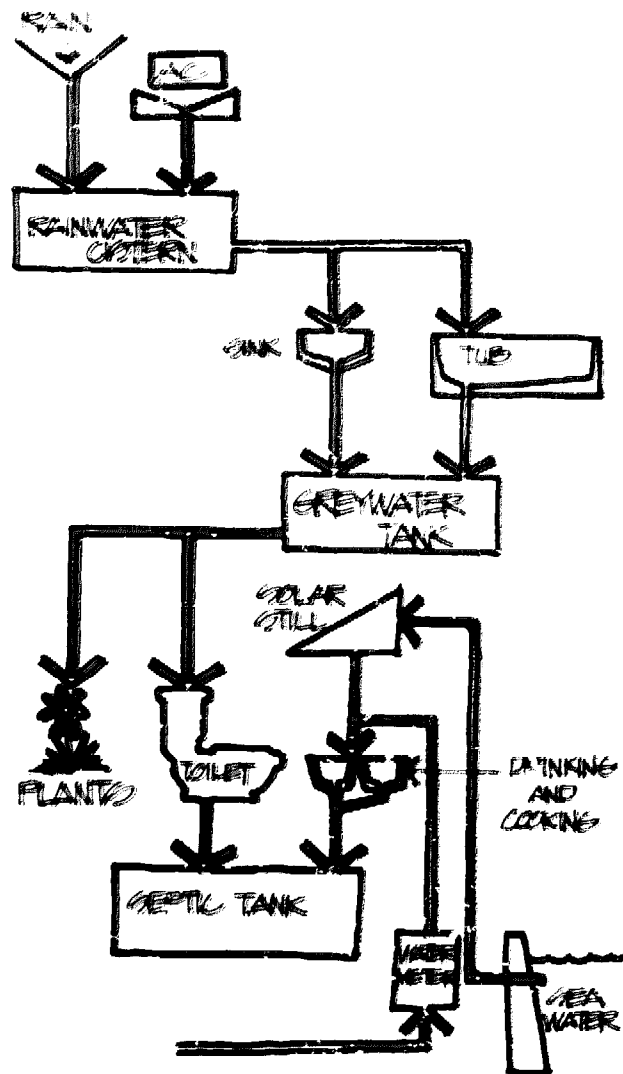 RAIN
A/C
RAINWATER
CISTERN
SINK
TUB
GREYWATER
TANK
SOLAR
STILL
PLANTS
TOILET
DRINKING
AND
COOKING
SEPTIC TANK
WATER
METER
SEA
WATER